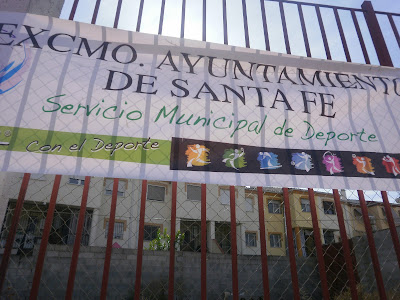 EXCMO. AYUNTAMIENTO
DE SANTA FE
Servicio Municipal de Deporte
Con el Deporte